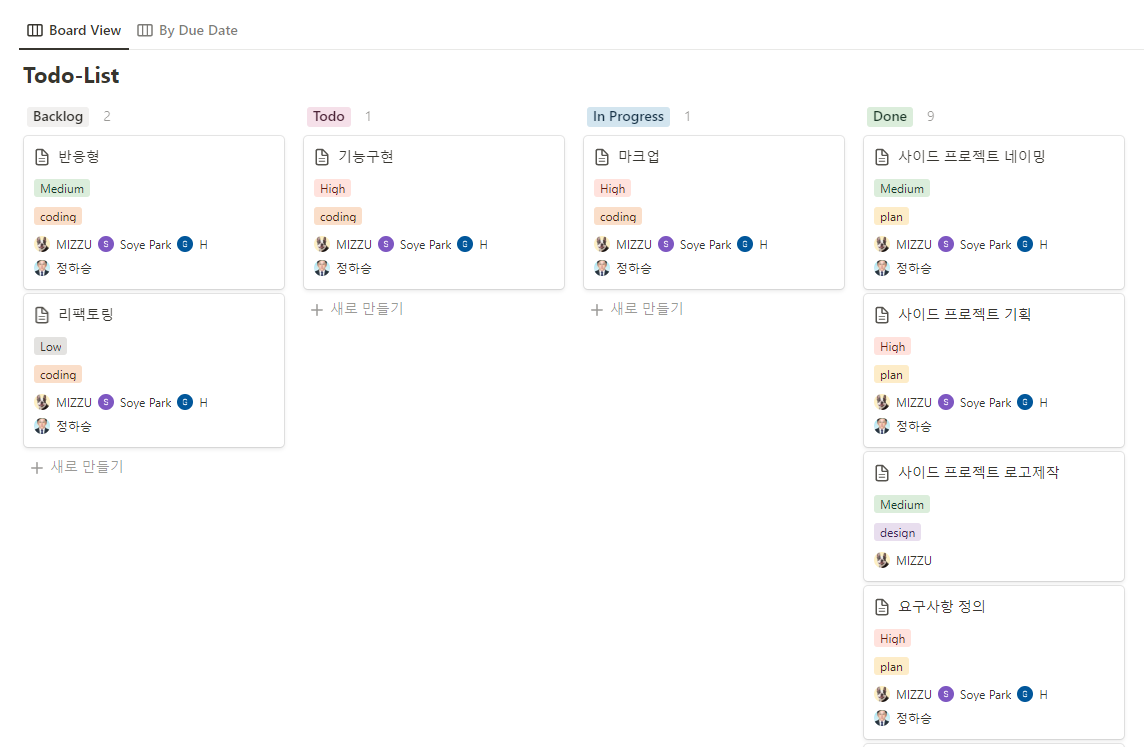 Board View By Due Date
Todo-List
Backlog 2
반응형
Medium
coding
MIZZU S Soye Park G H
정하승
리팩토링
Low
coding
MIZZU S Soye Park G H
정하승
+ 새로 만들기
Todo 1
기능구현
High
coding
MIZZU S Soye Park G H
정하승
+ 새로 만들기
In Progress 1
마크업
High
coding
MIZZU S Soye Park G H
정하승
+ 새로 만들기
Done 9
사이드 프로젝트 네이밍
Medium
plan
MIZZU S Soye Park G H
정하승
사이드 프로젝트 기획
High
plan
MIZZU S Soye Park G H
정하승
사이드 프로젝트 로고제작
Medium
design
MIZZU
요구사항 정의
High
plan
MIZZU S Soye Park G H
정하승